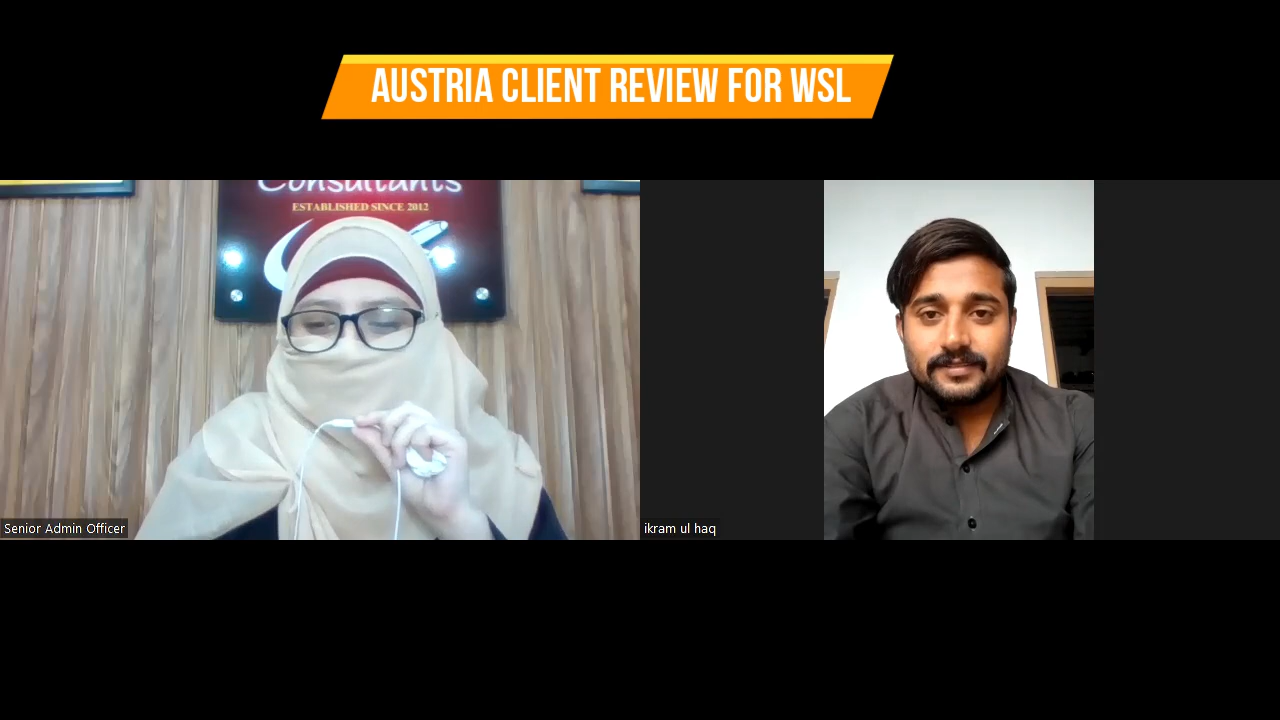 AUSTRIA CLIENT REVIEW FOR WSL
Consultants
ESTABLISHED SINCE 2012
Senior Admin Officer
ikram ul haq